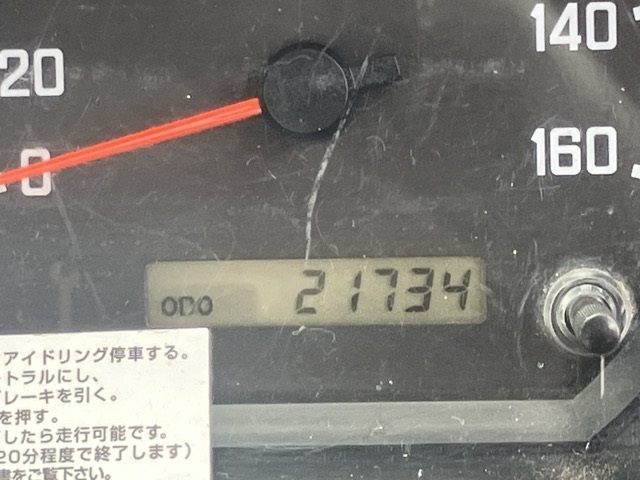 20
140
0
160
ODO 21734
アイドリング停車する。
トラルにし、
ブレーキを引く。
を押す。
したら走行可能です。
20分程度で終了します)
書をご覧下さい。